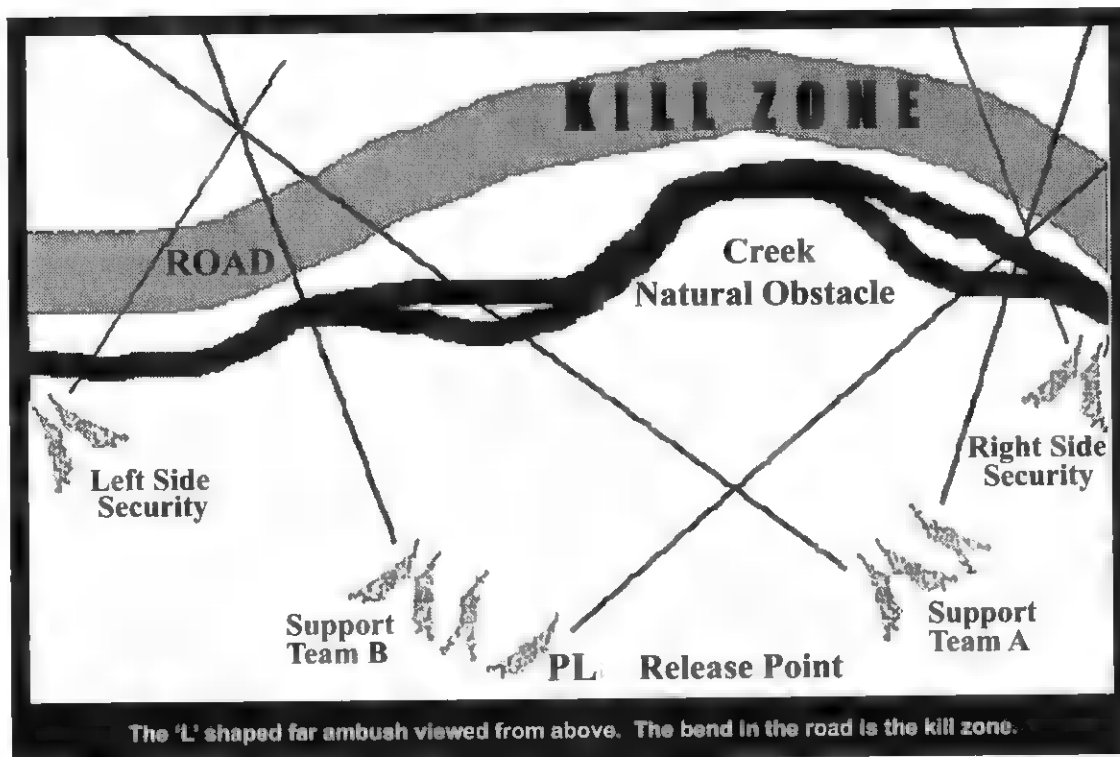 KILL ZONE
ROAD
Creek
Natural Obstacle
Left Side
Security
Right Side
Security
Support
Team B
Support
Team A
PL Release Point
The 'L' shaped far ambush viewed from above. The bend in the road is the kill zone.